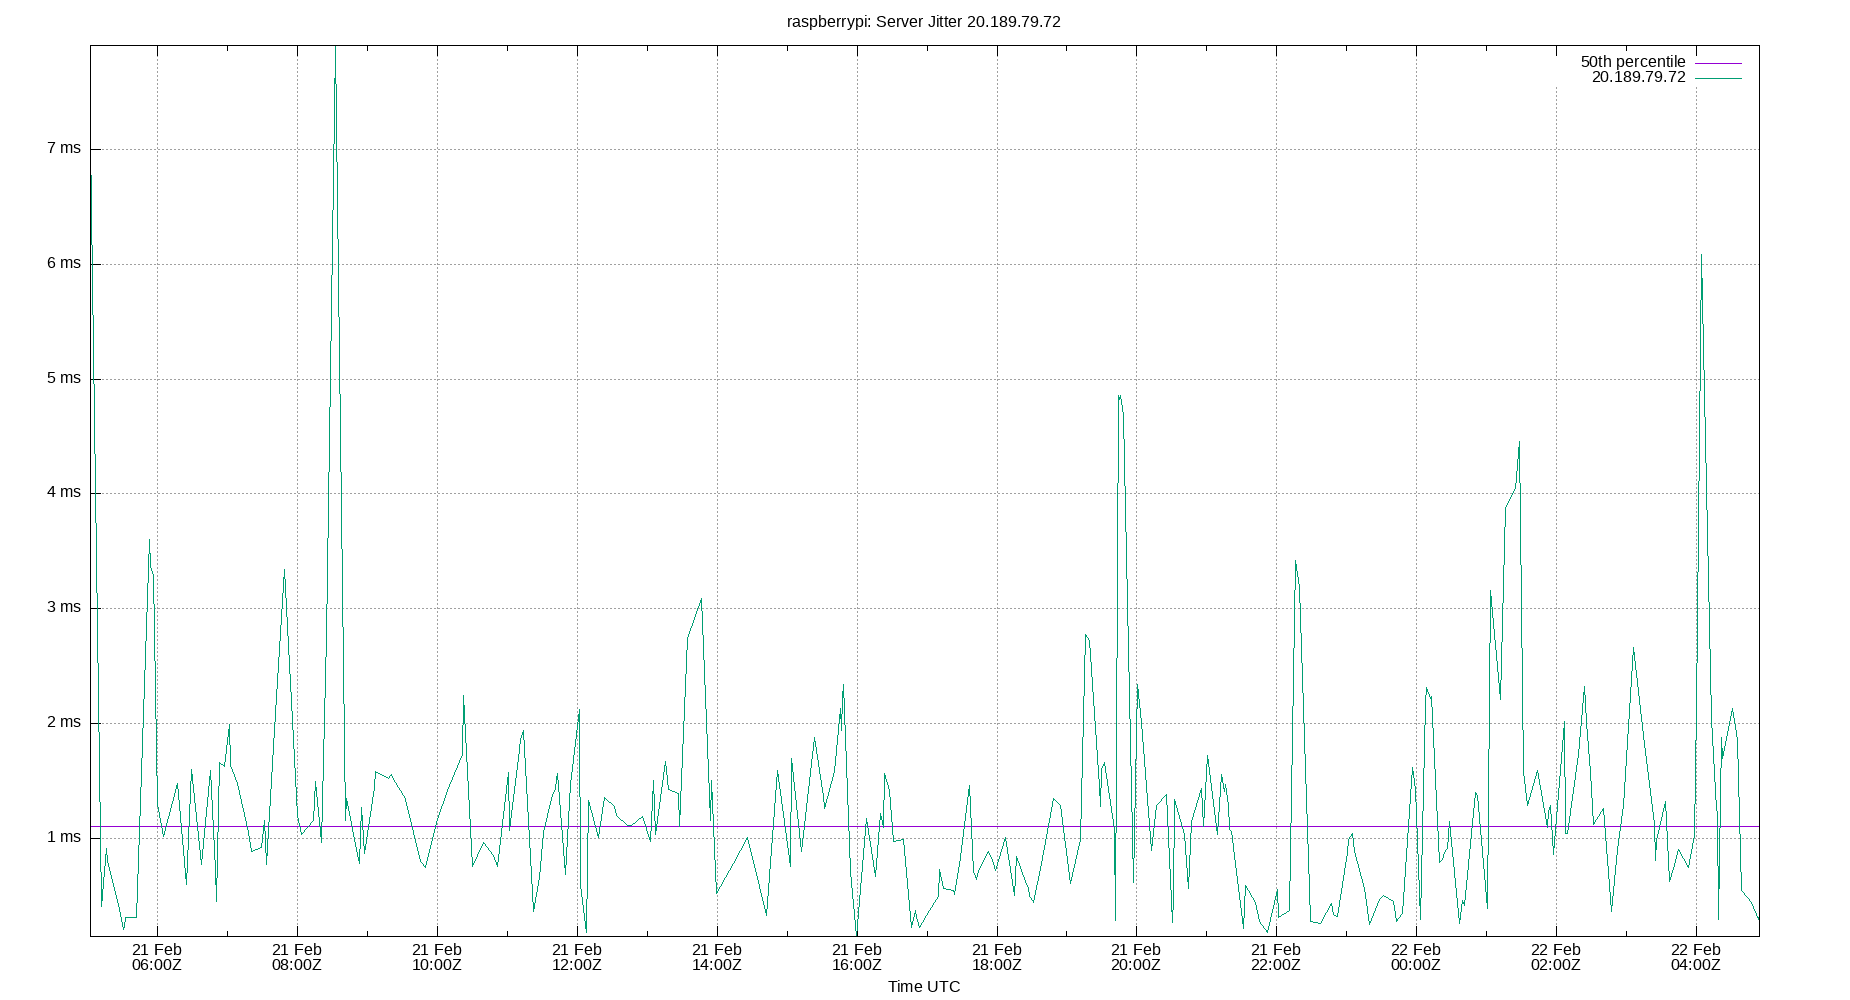 raspberrypi: Server Jitter 20.189.79.72
50th percentile
20.189.79.72
7 ms
6 ms
5 ms
4 ms
3 ms
2 ms
1 ms
21 Feb 21 Feb 21 Feb 21 Feb 21 Feb 21 Feb 21 Feb 21 Feb 21 Feb 22 Feb 22 Feb 22 Feb
06:00Z 08:00Z 10:00Z 12:00Z 14:00Z 16:00Z 18:00Z 20:00Z 22:00Z 00:00Z 02:00Z 04:00Z
Time UTC